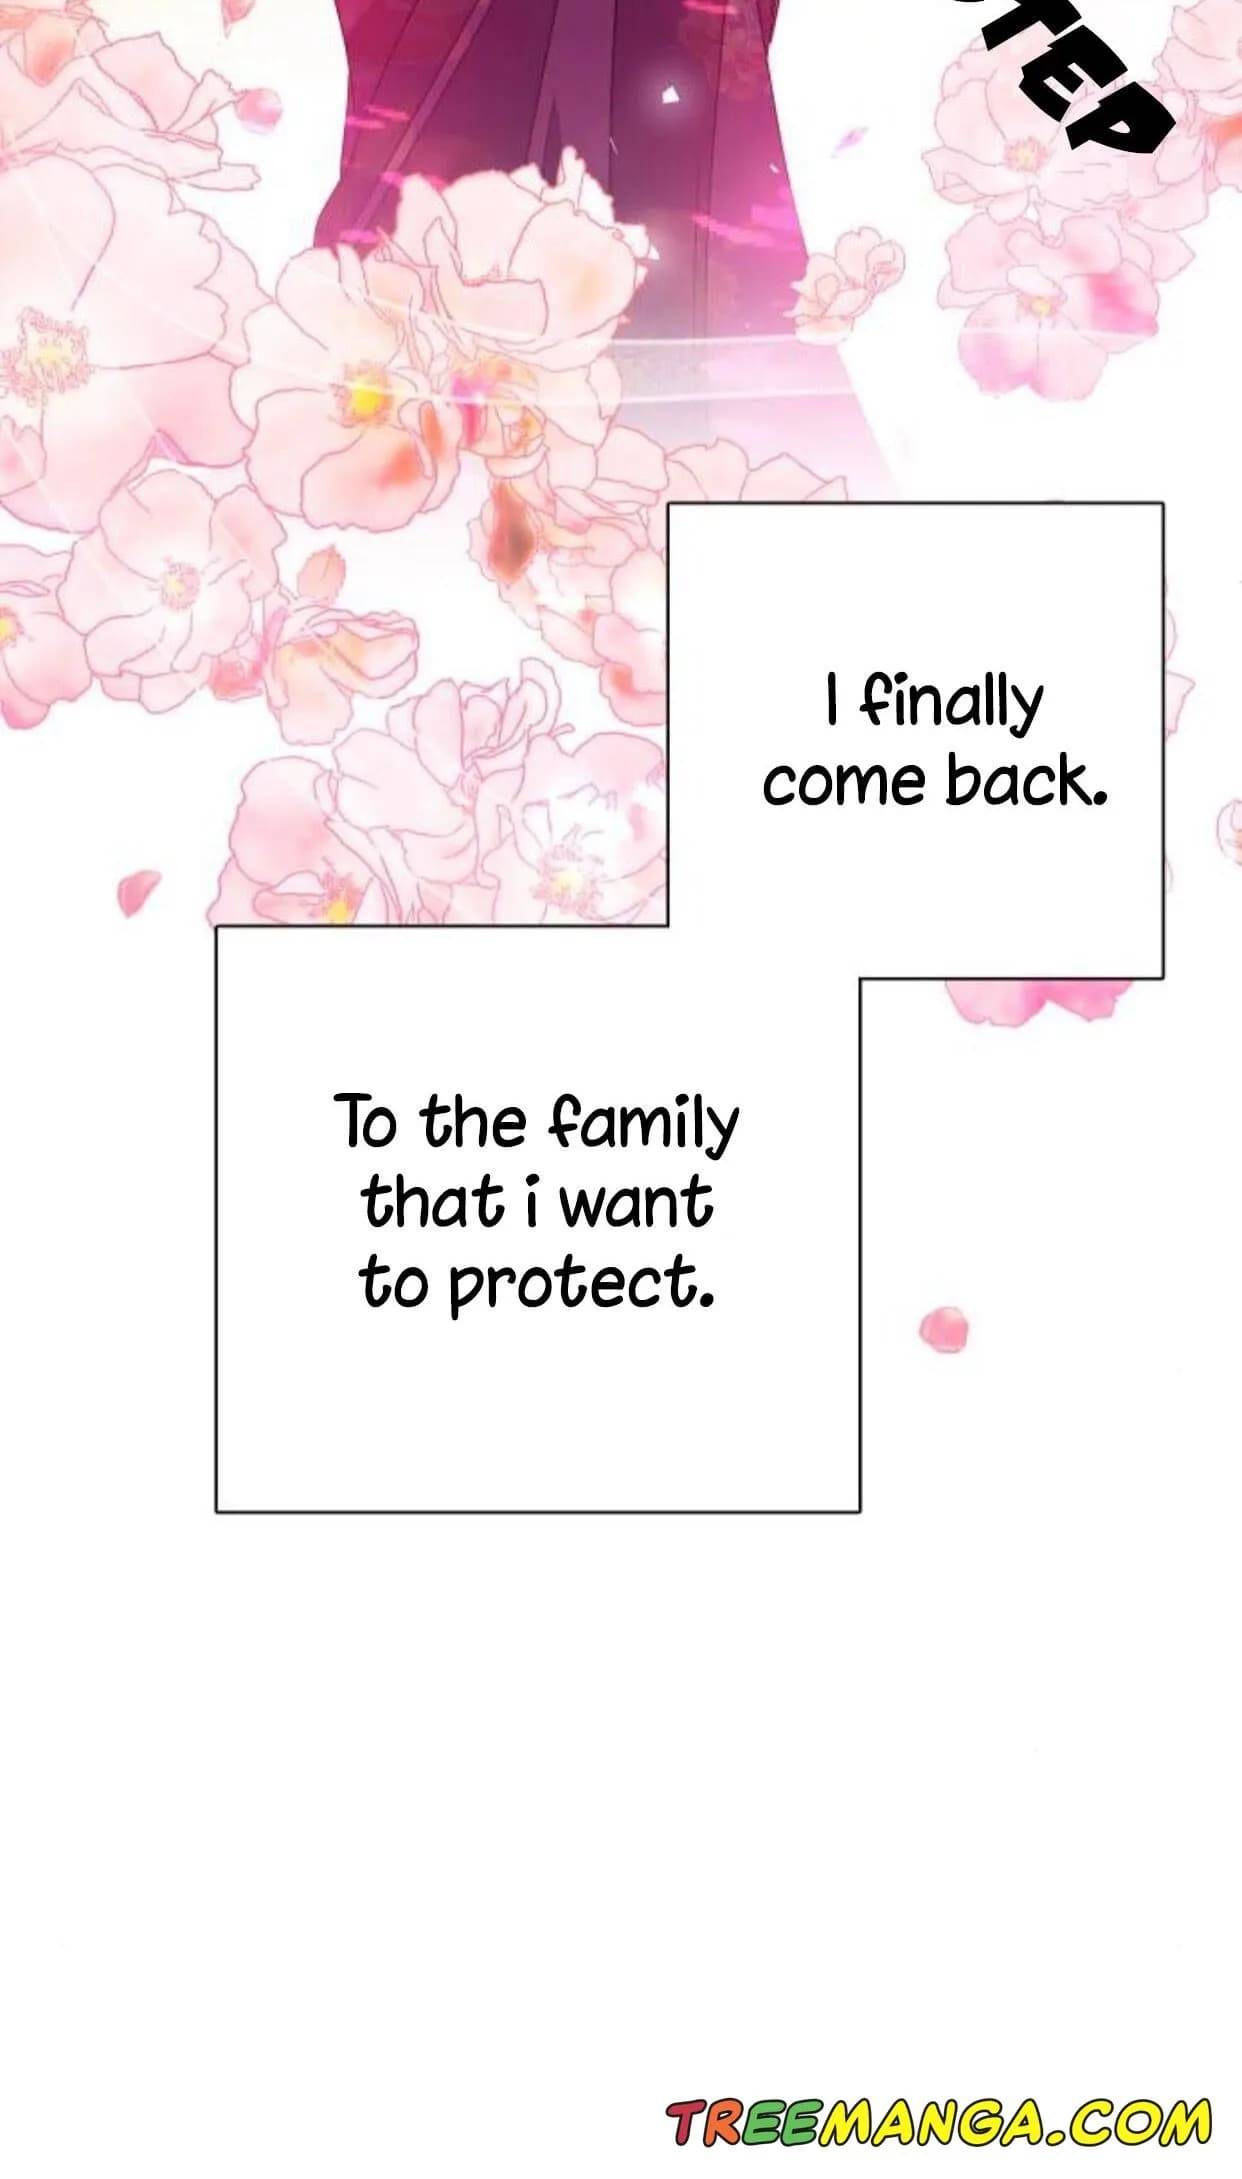 TEP
I finally
come back.
To the family
that i want
to protect.
TREEMANGA.COM